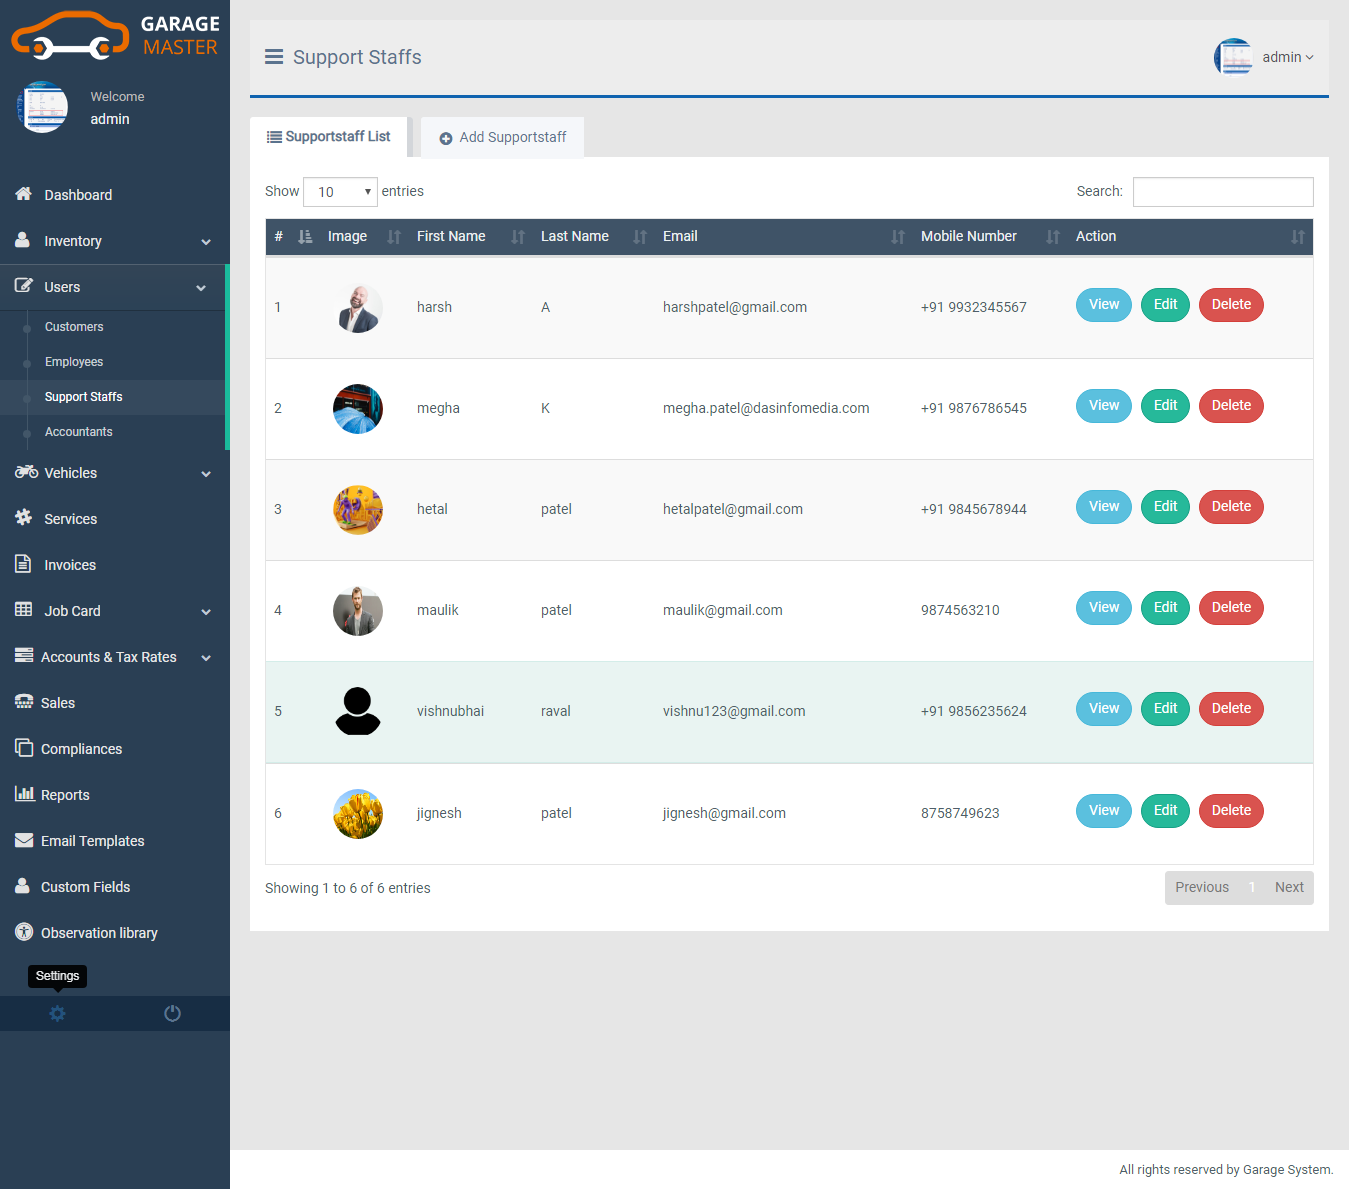 GARAGE
MASTER
Welcome
admin
Dashboard
Inventory
Users
Customers
Employees
Support Staffs
Accountants
Vehicles
Services
Invoices
Job Card
Accounts & Tax Rates
Sales
Compliances
Reports
Email Templates
Custom Fields
Observation library
Settings
Support Staffs
admin
Supportstaff List
Add Supportstaff
Show 10 entries
Search:
# Image First Name Last Name Email Mobile Number Action
1 harsh A harshpatel@gmail.com +91 9932345567 View Edit Delete
2 megha K megha.patel@dasinfomedia.com +91 9876786545 View Edit Delete
3 hetal patel hetalpatel@gmail.com +91 9845678944 View Edit Delete
4 maulik patel maulik@gmail.com 9874563210 View Edit Delete
5 vishnubhai raval vishnu123@gmail.com +91 9856235624 View Edit Delete
6 jignesh patel jignesh@gmail.com 8758749623 View Edit Delete
Showing 1 to 6 of 6 entries
Previous 1 Next
All rights reserved by Garage System.